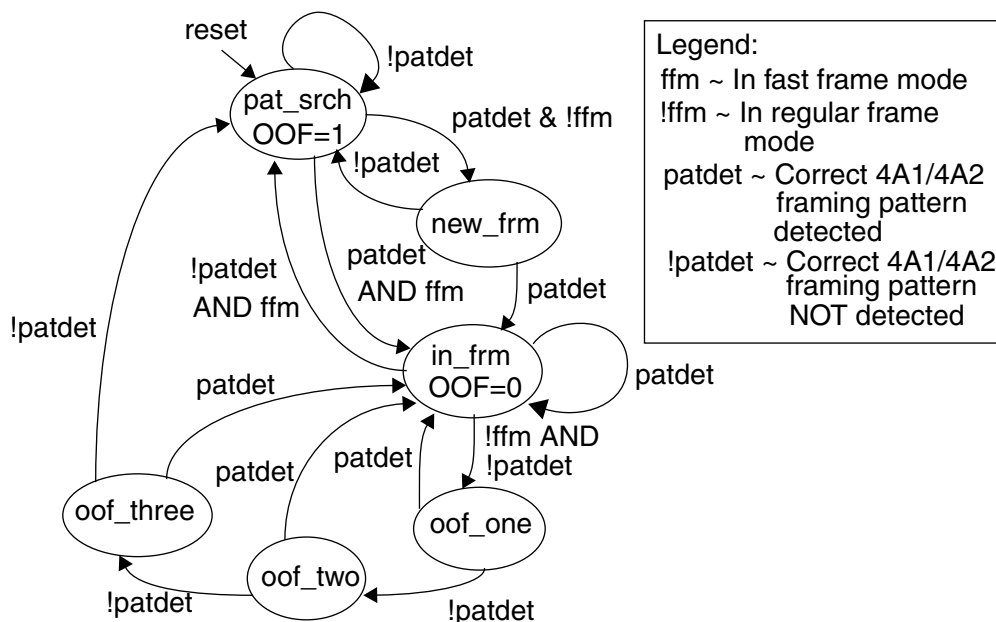 reset
!patdet
pat_srch
OOF=1
patdet & !ffm
!patdet
new_frm
patdet
AND ffm
!patdet
AND ffm
patdet
!patdet
in_frm
OOF=0
patdet
patdet
!ffm AND
!patdet
patdet
patdet
oof_three
oof_one
oof_two
!patdet
!patdet
Legend:
ffm ~ In fast frame mode
!ffm ~ In regular frame
mode
patdet ~ Correct 4A1/4A2
framing pattern
detected
!patdet ~ Correct 4A1/4A2
framing pattern
NOT detected